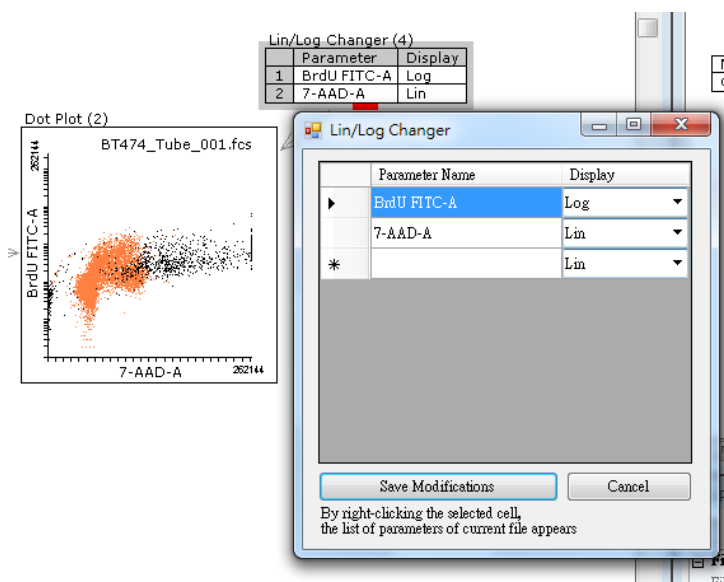 Lin/Log Changer (4)
Parameter Display
1 BrdU FITC-A Log
2 7-AAD-A Lin
Dot Plot (2)
BT474_Tube_001.fcs
262144
BrdU FITC-A
7-AAD-A
262144
Lin/Log Changer
Parameter Name Display
BrdU FITC-A Log
7-AAD-A Lin
* Lin
Save Modifications Cancel
By right-clicking the selected cell,
the list of parameters of current file appears